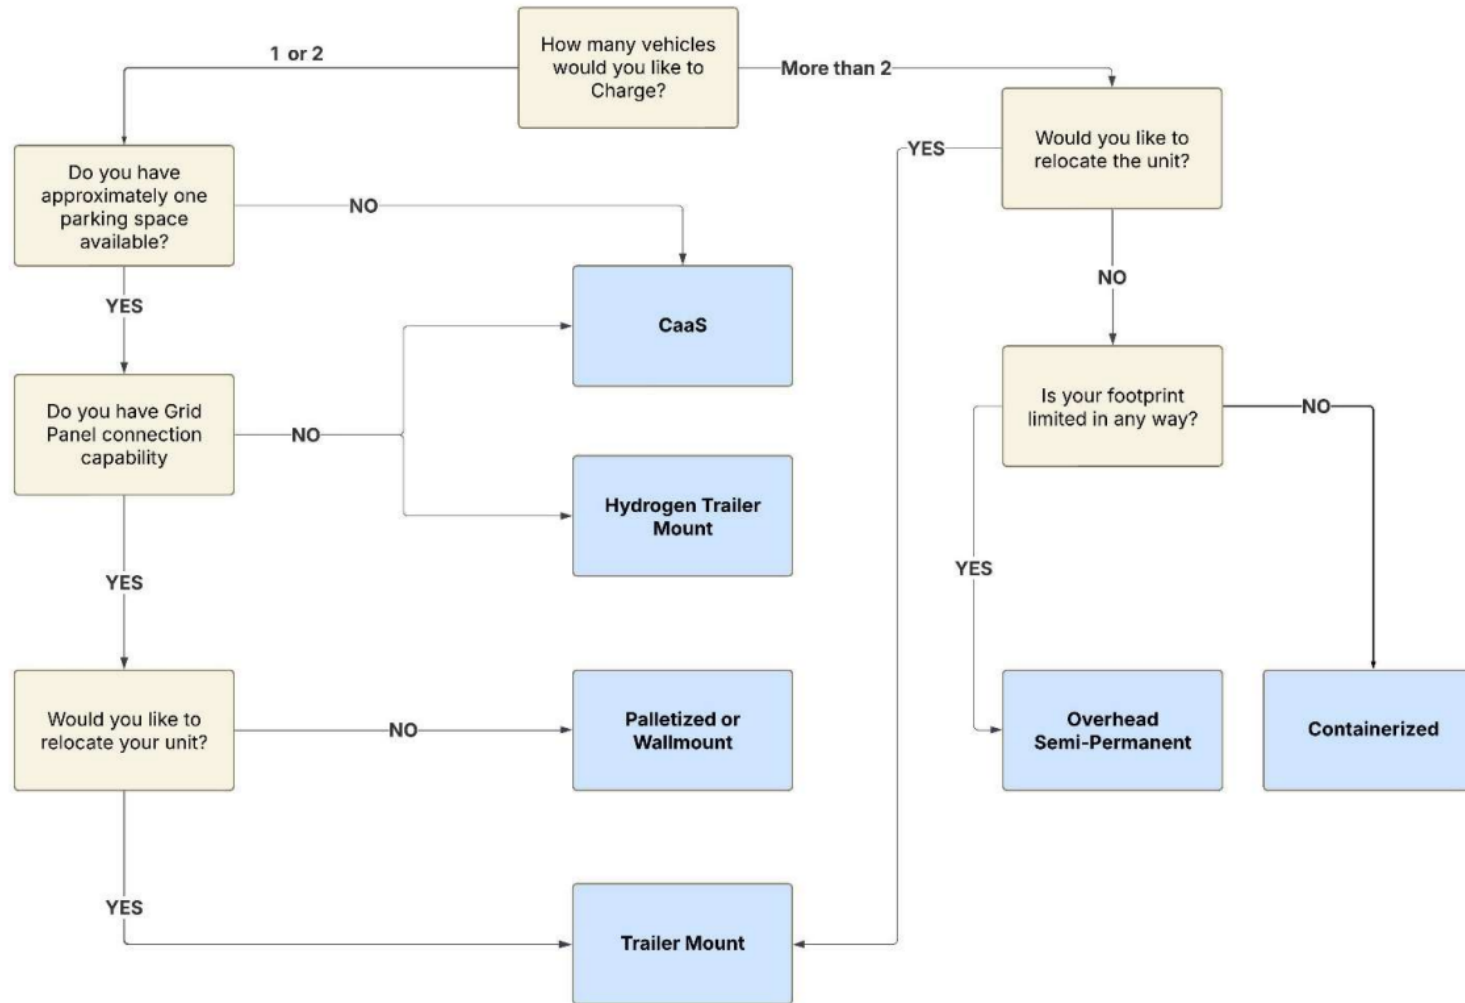 How many vehicles
would you like to
Charge?
1 or 2
More than 2
Would you like to
relocate the unit?
YES
Do you have
approximately one
parking space
available?
NO
NO
YES
CaaS
Is your footprint
limited in any way?
NO
Do you have Grid
Panel connection
capability
NO
Hydrogen Trailer
Mount
YES
YES
Would you like to
relocate your unit?
NO
Palletized or
Wallmount
Overhead
Semi-Permanent
Containerized
YES
Trailer Mount